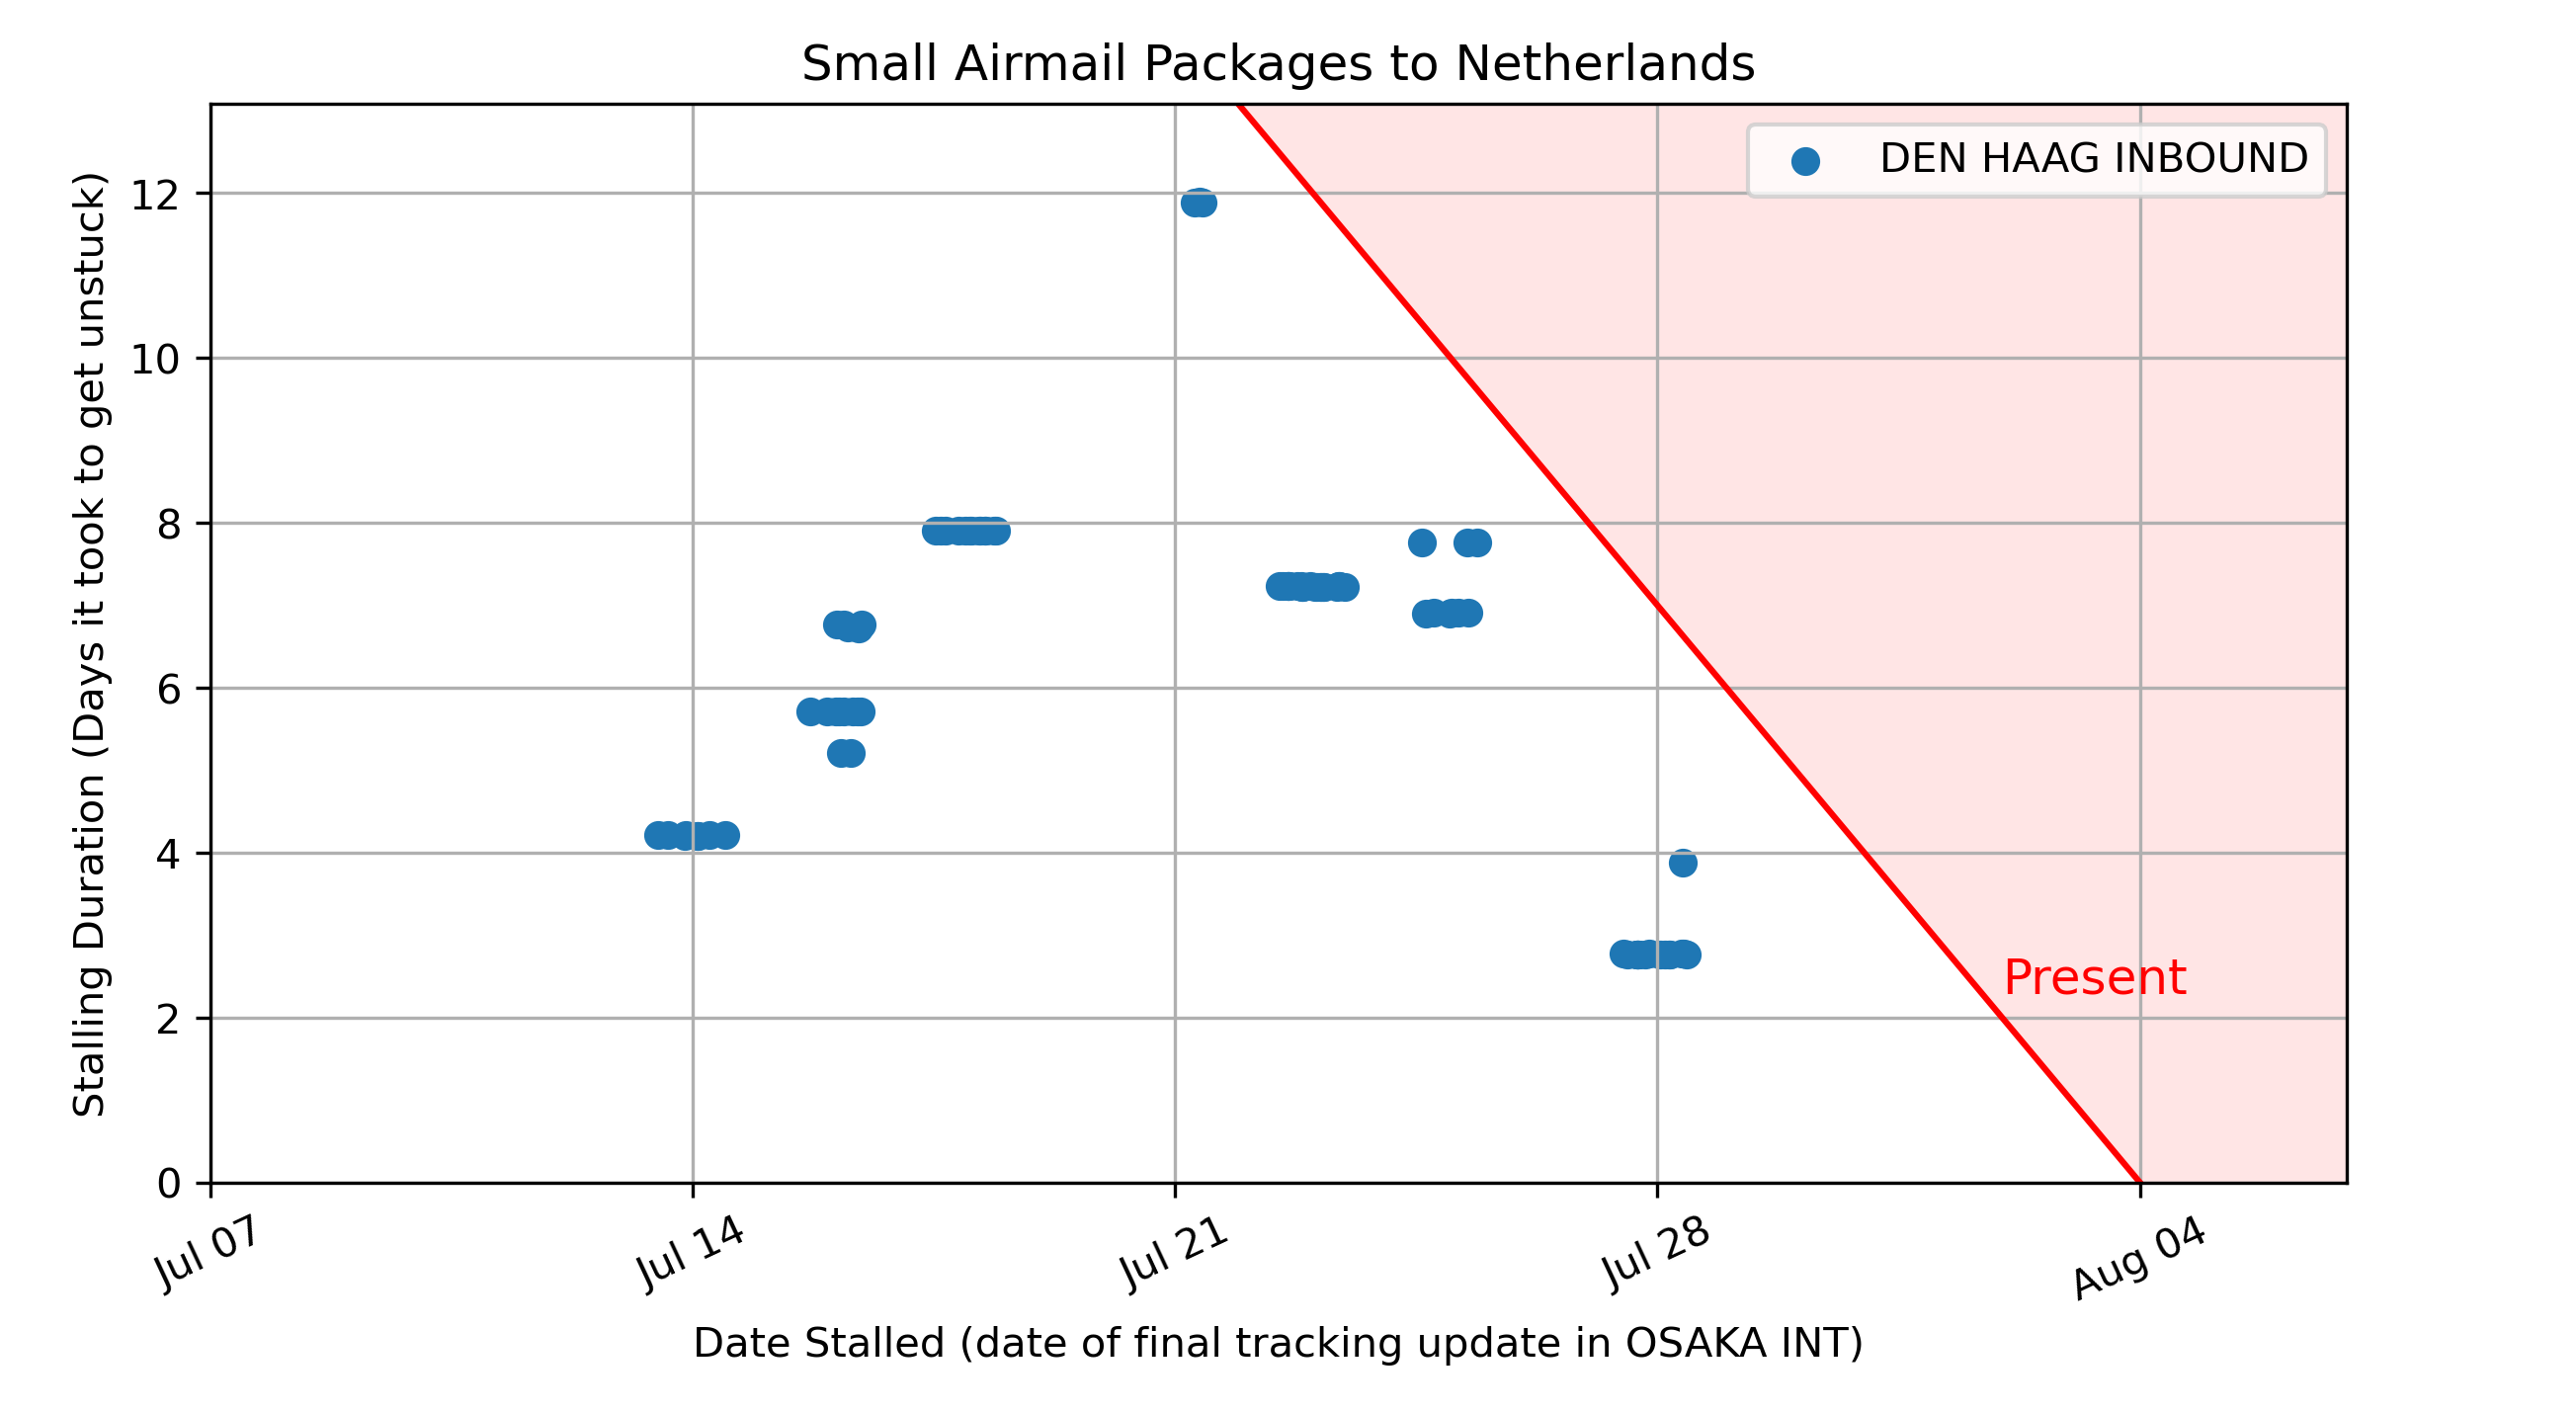 Small Airmail Packages to Netherlands
DEN HAAG INBOUND
Stalling Duration (Days it took to get unstuck)
12
10
8
6
4
2
0
Present
Jul 07
Jul 14
Jul 21
Jul 28
Aug 04
Date Stalled (date of final tracking update in OSAKA INT)